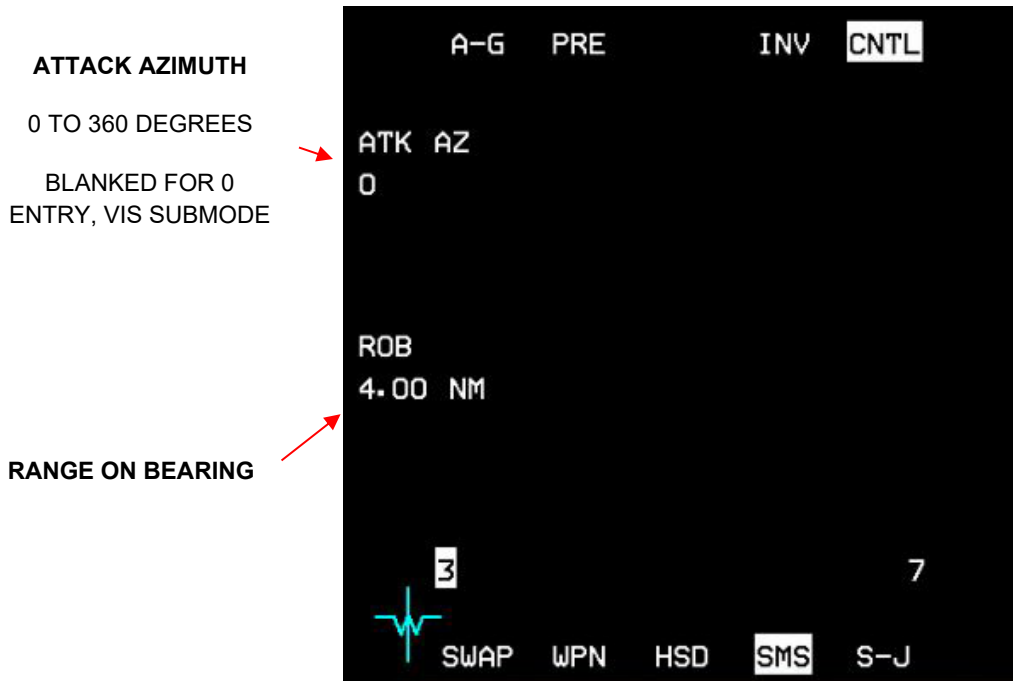 A-G PRE INV CNTL
ATTACK AZIMUTH
0 TO 360 DEGREES
BLANKED FOR 0
ENTRY, VIS SUBMODE
ATK AZ
0
ROB
4.00 NM
RANGE ON BEARING
3 7
SWAP WPN HSD SMS S-J